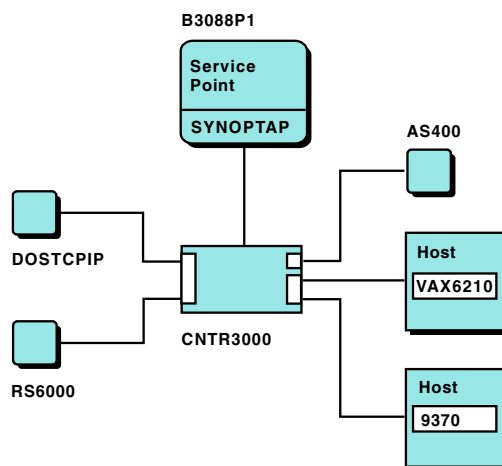 B3088P1
Service
Point
SYNOPTAP
AS400
DOSTCPIP
Host
VAX6210
CNTR3000
RS6000
Host
9370